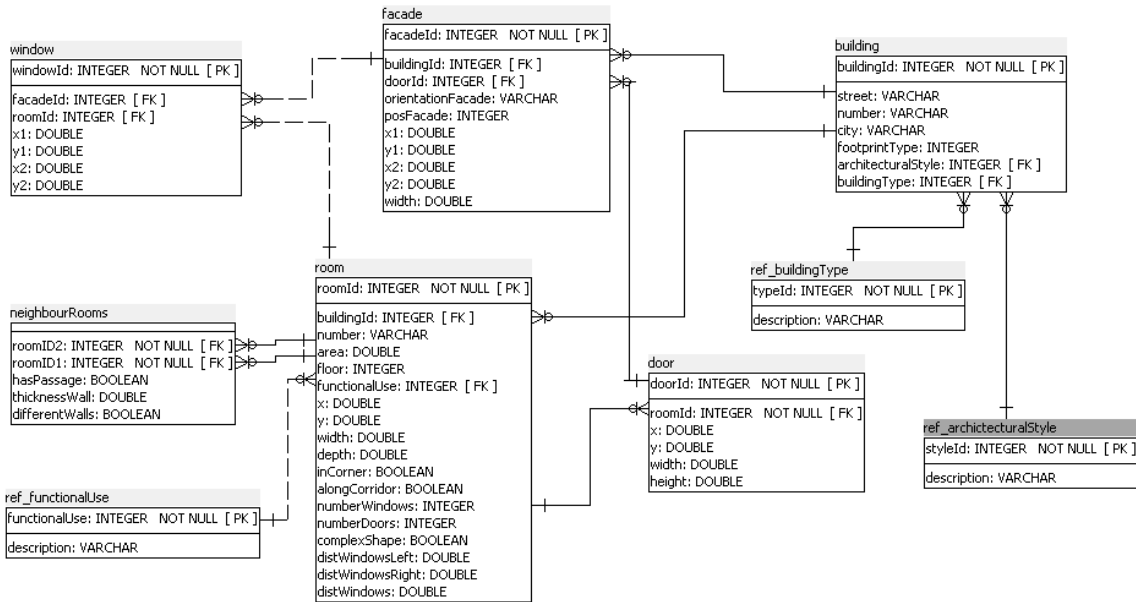 facade
facadeId: INTEGER NOT NULL [ PK ]
buildingId: INTEGER [ FK ]
doorId: INTEGER [ FK ]
orientationFacade: VARCHAR
posFacade: INTEGER
x1: DOUBLE
y1: DOUBLE
x2: DOUBLE
y2: DOUBLE
width: DOUBLE
window
windowId: INTEGER NOT NULL [ PK ]
facadeId: INTEGER [ FK ]
roomId: INTEGER [ FK ]
x1: DOUBLE
y1: DOUBLE
x2: DOUBLE
y2: DOUBLE
building
buildingId: INTEGER NOT NULL [ PK ]
street: VARCHAR
number: VARCHAR
city: VARCHAR
footprintType: INTEGER
architecturalStyle: INTEGER [ FK ]
buildingType: INTEGER [ FK ]
room
roomId: INTEGER NOT NULL [ PK ]
buildingId: INTEGER [ FK ]
number: VARCHAR
area: DOUBLE
floor: INTEGER
functionalUse: INTEGER [ FK ]
x: DOUBLE
y: DOUBLE
width: DOUBLE
depth: DOUBLE
inCorner: BOOLEAN
alongCorridor: BOOLEAN
numberWindows: INTEGER
numberDoors: INTEGER
complexShape: BOOLEAN
distWindowsLeft: DOUBLE
distWindowsRight: DOUBLE
distWindows: DOUBLE
ref_buildingType
typeId: INTEGER NOT NULL [ PK ]
description: VARCHAR
neighbourRooms
roomID2: INTEGER NOT NULL [ FK ]
roomID1: INTEGER NOT NULL [ FK ]
hasPassage: BOOLEAN
thicknessWall: DOUBLE
differentWalls: BOOLEAN
door
doorId: INTEGER NOT NULL [ PK ]
roomId: INTEGER NOT NULL [ FK ]
x: DOUBLE
y: DOUBLE
width: DOUBLE
height: DOUBLE
ref_archictecturalStyle
styleId: INTEGER NOT NULL [ PK ]
description: VARCHAR
ref_functionalUse
functionalUse: INTEGER NOT NULL [ PK ]
description: VARCHAR